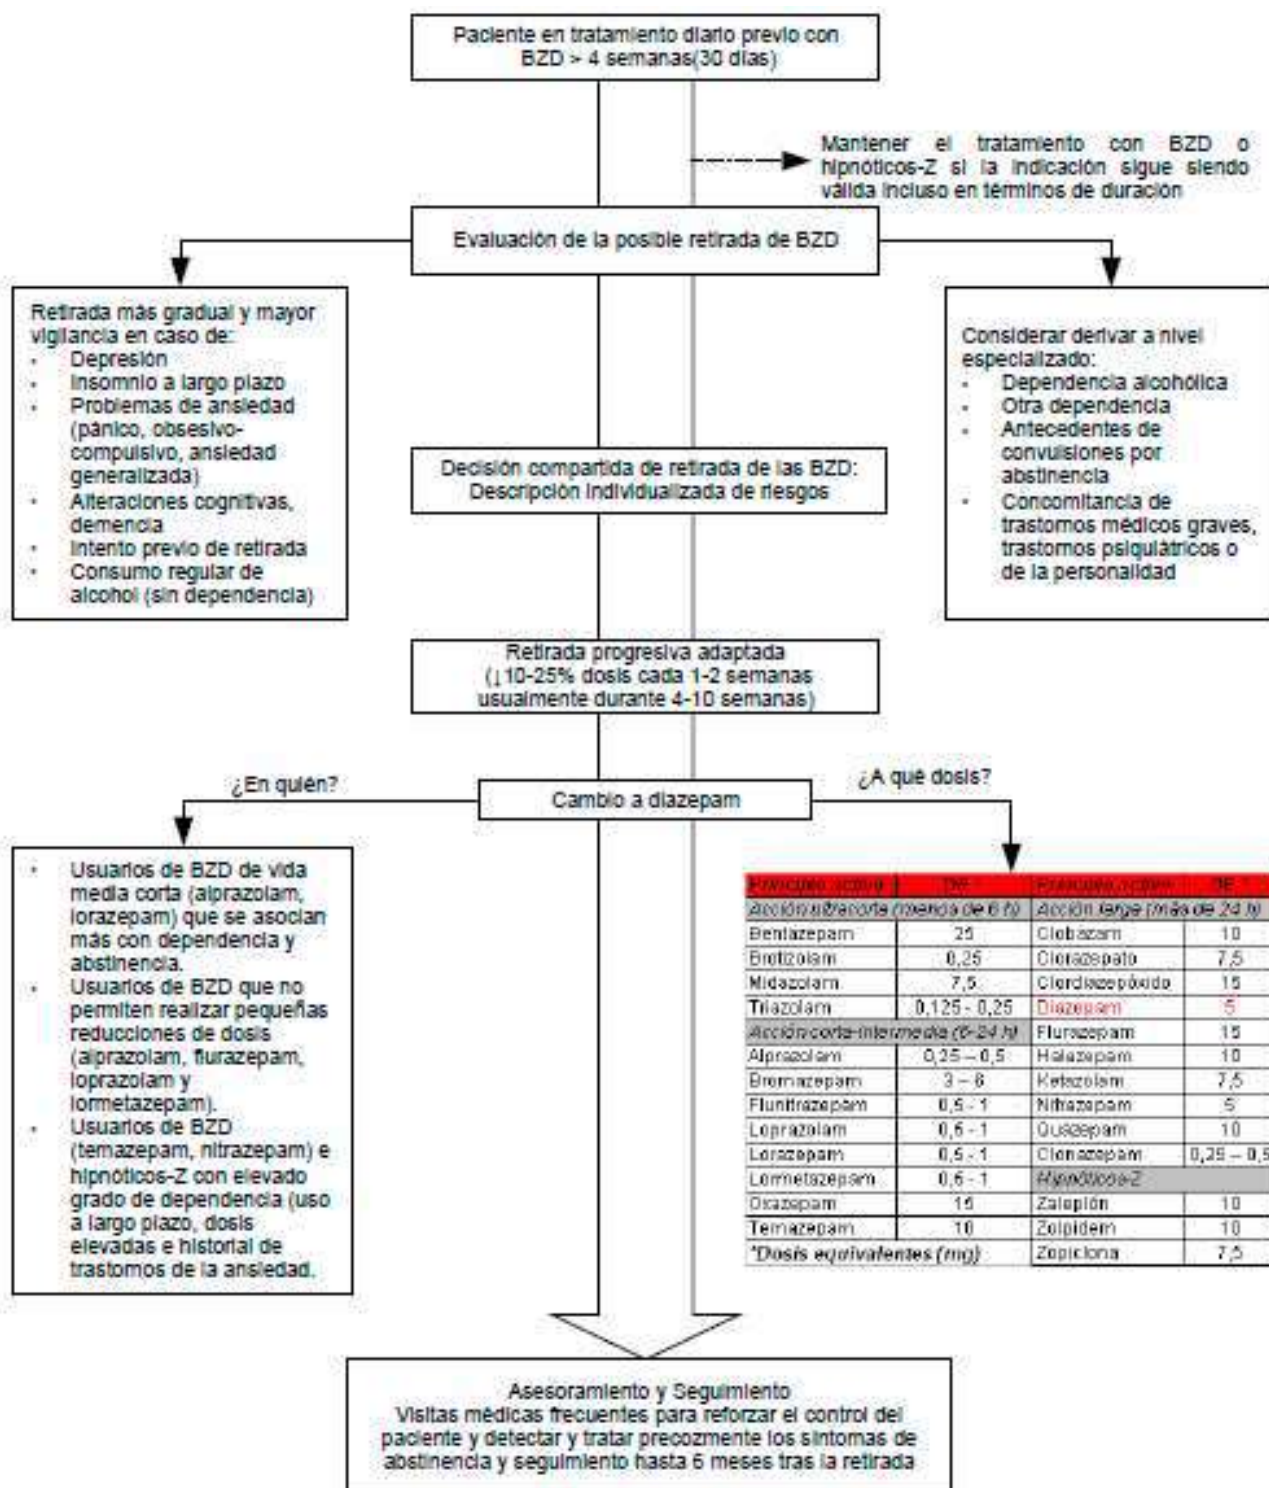 Paciente en tratamiento diario previo con
BZD > 4 semanas(30 días)
Mantener el tratamiento con BZD o
hipnóticos-Z si la indicación sigue siendo
válida incluso en términos de duración
Evaluación de la posible retirada de BZD
Retirada más gradual y mayor
vigilancia en caso de:
• Depresión
• Insomnio a largo plazo
• Problemas de ansiedad
(pánico, obsesivo-
compulsivo, ansiedad
generalizada)
• Alteraciones cognitivas,
demencia
• Intento previo de retirada
• Consumo regular de
alcohol (sin dependencia)
Considerar derivar a nivel
especializado:
• Dependencia alcohólica
• Otra dependencia
• Antecedentes de
convulsiones por
abstinencia
• Concomitancia de
trastornos médicos graves,
trastornos psiquiátricos o
de la personalidad
Decisión compartida de retirada de las BZD:
Descripción individualizada de riesgos
Retirada progresiva adaptada
(↓10-25% dosis cada 1-2 semanas
usualmente durante 4-10 semanas)
¿En quién?
Cambio a diazepam
¿A qué dosis?
• Usuarios de BZD de vida
media corta (alprazolam,
lorazepam) que se asocian
más con dependencia y
abstinencia.
• Usuarios de BZD que no
permiten realizar pequeñas
reducciones de dosis
(alprazolam, flurazepam,
loprazolam y
lormetazepam).
• Usuarios de BZD
(temazepam, nitrazepam) e
hipnóticos-Z con elevado
grado de dependencia (uso
a largo plazo, dosis
elevadas e historial de
trastornos de la ansiedad.
Principio activo DE * Principio activo DE *
Acción ultracorta (menos de 6 h) Acción larga (más de 24 h)
Bentazepam 25 Clobazam 10
Brotizolam 0,25 Clorazepato 7,5
Midazolam 7,5 Clordiazepóxido 15
Triazolam 0,125 - 0,25 Diazepam 5
Acción corta-intermedia (6-24 h) Flurazepam 15
Alprazolam 0,25 – 0,5 Halazepam 10
Bromazepam 3 – 6 Ketazolam 7,5
Flunitrazepam 0,5 - 1 Nitrazepam 5
Loprazolam 0,5 - 1 Quazepam 10
Lorazepam 0,5 - 1 Clonazepam 0,25 – 0,5
Lormetazepam 0,5 - 1 Hipnóticos-Z
Oxazepam 15 Zaleplón 10
Temazepam 10 Zolpidem 10
*Dosis equivalentes (mg) Zopiclona 7,5
Asesoramiento y Seguimiento
Visitas médicas frecuentes para reforzar el control del
paciente y detectar y tratar precozmente los síntomas de
abstinencia y seguimiento hasta 6 meses tras la retirada